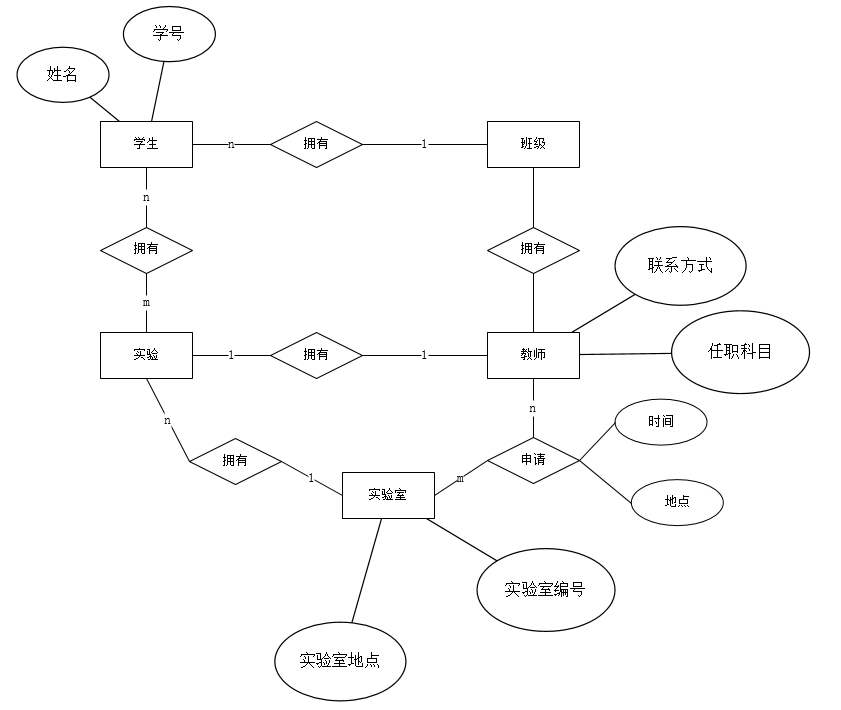 学号
姓名
学生
n
拥有
1
班级
n
拥有
拥有
联系方式
m
任职科目
实验
1
拥有
1
教师
n
时间
n
拥有
申请
1
m
实验室
地点
实验室编号
实验室地点